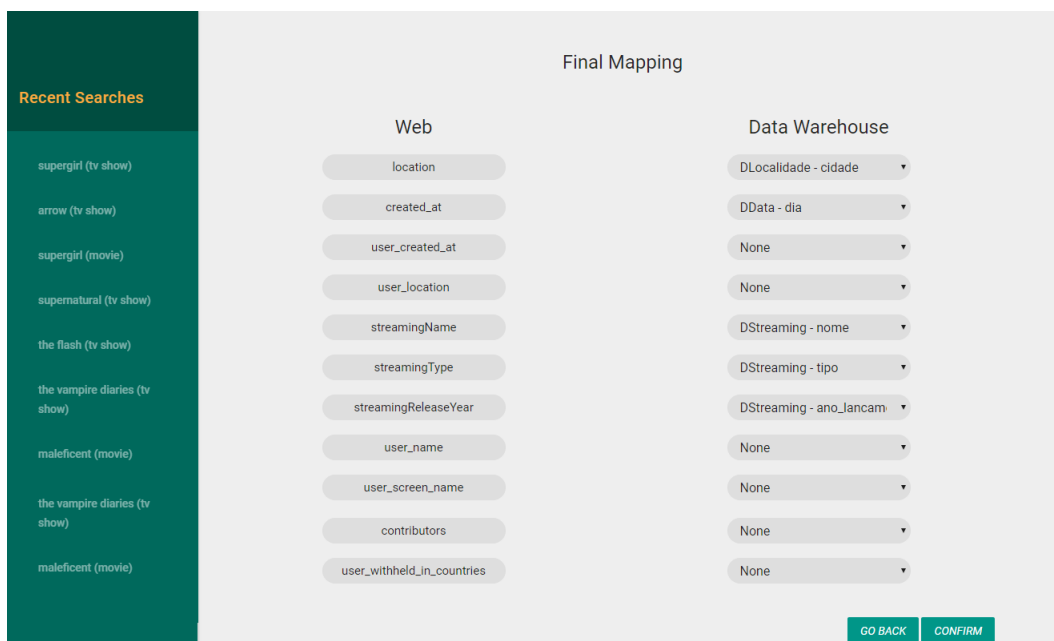 Recent Searches
supergirl (tv show)
arrow (tv show)
supergirl (movie)
supernatural (tv show)
the flash (tv show)
the vampire diaries (tv
show)
maleficent (movie)
the vampire diaries (tv
show)
maleficent (movie)
Final Mapping
Web Data Warehouse
location DLocalidade - cidade
created_at DData - dia
user_created_at None
user_location None
streamingName DStreaming - nome
streamingType DStreaming - tipo
streamingReleaseYear DStreaming - ano_lancam
user_name None
user_screen_name None
contributors None
user_withheld_in_countries None
GO BACK CONFIRM